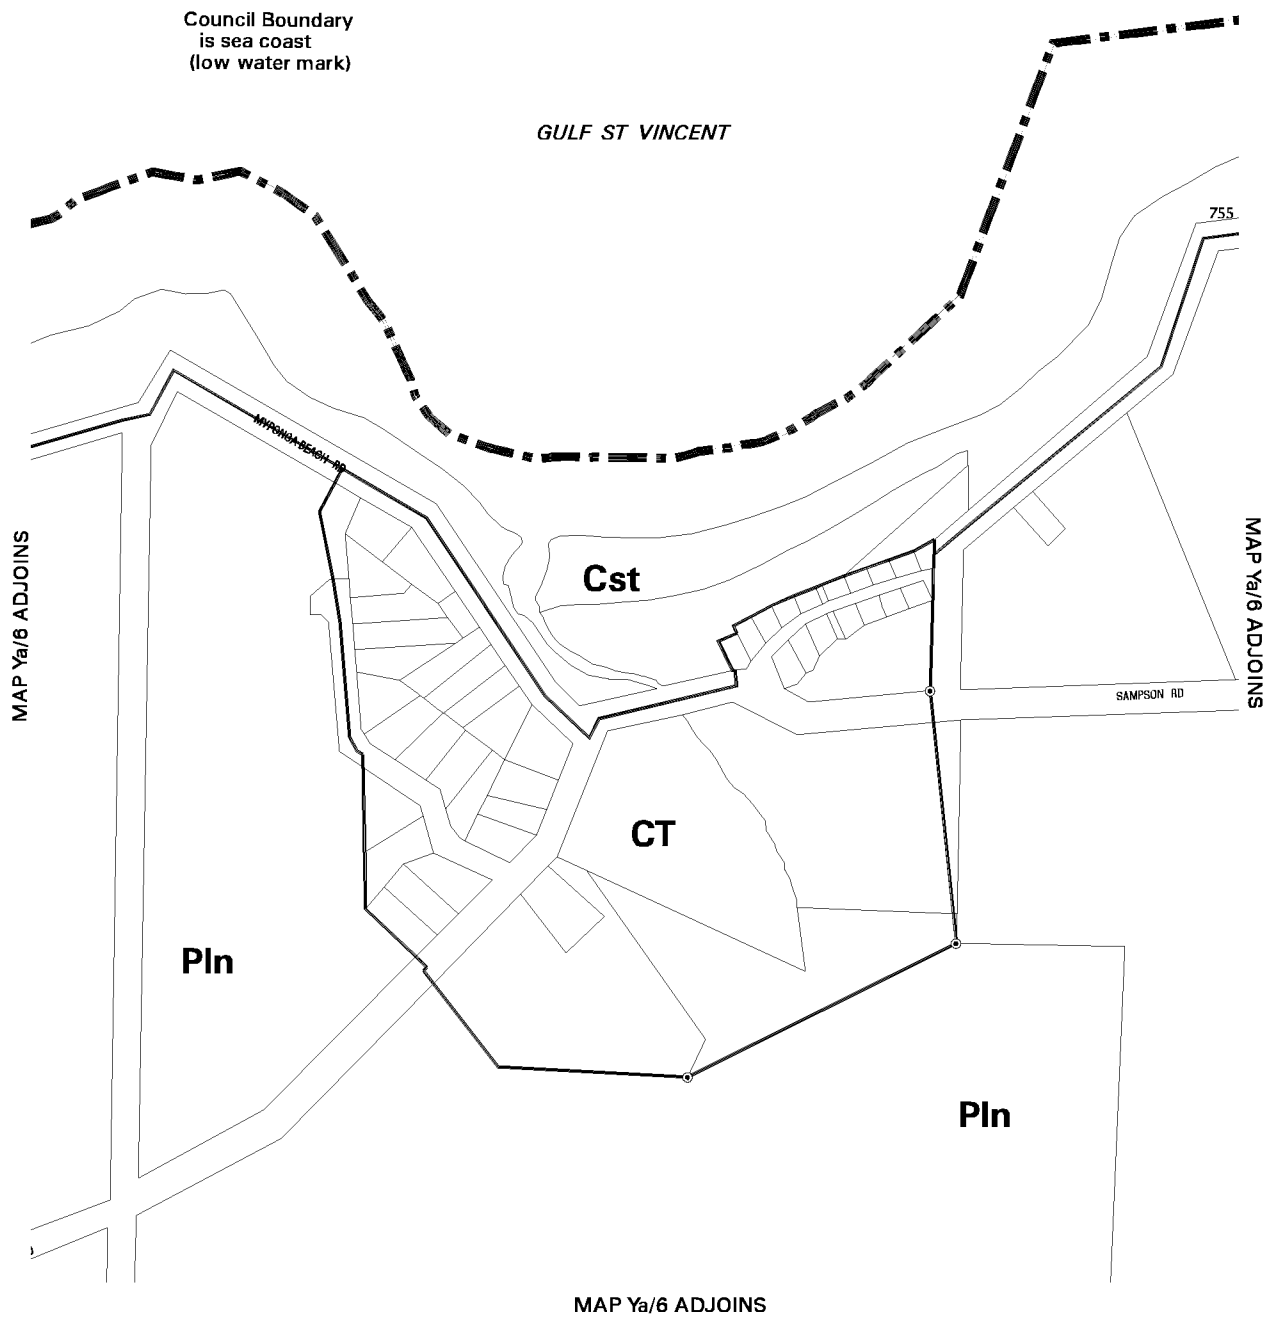 Council Boundary
is sea coast
(low water mark)
GULF ST VINCENT
755
MYPONGA BEACH RD
MAP Ya/6 ADJOINS
MAP Ya/6 ADJOINS
Cst
SAMPSON RD
CT
Pln
Pln
MAP Ya/6 ADJOINS